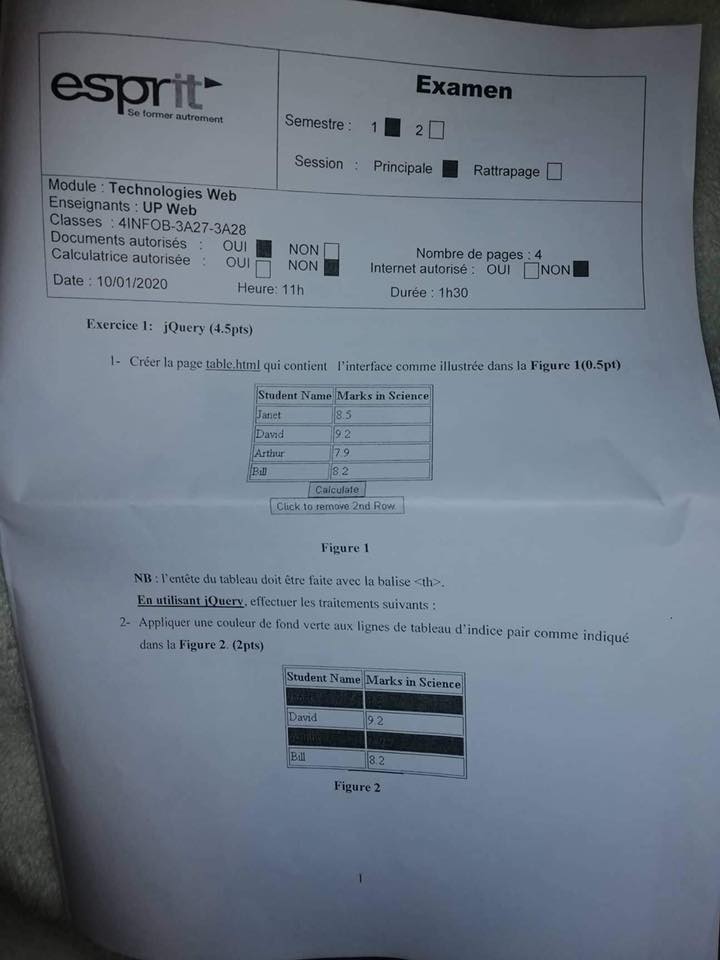 esprit
Se former autrement
Examen
Semestre : 1 2
Session : Principale Rattrapage
Module : Technologies Web
Enseignants : UP Web
Classes : 4INFOB-3A27-3A28
Documents autorisés : OUI NON
Nombre de pages : 4
Calculatrice autorisée : OUI NON
Internet autorisé : OUI NON
Date : 10/01/2020 Heure: 11h Durée : 1h30
Exercice 1: jQuery (4.5pts)
1- Créer la page table.html qui contient l'interface comme illustrée dans la Figure 1(0.5pt)
Student Name Marks in Science
Janet 8.5
David 9.2
Arthur 7.9
Bill 8.2
Calculate
Click to remove 2nd Row.
Figure 1
NB : l'entête du tableau doit être faite avec la balise <th>.
En utilisant jQuery, effectuer les traitements suivants :
2- Appliquer une couleur de fond verte aux lignes de tableau d'indice pair comme indiqué
dans la Figure 2. (2pts)
Student Name Marks in Science
David 9.2
Bill 8.2
Figure 2
1